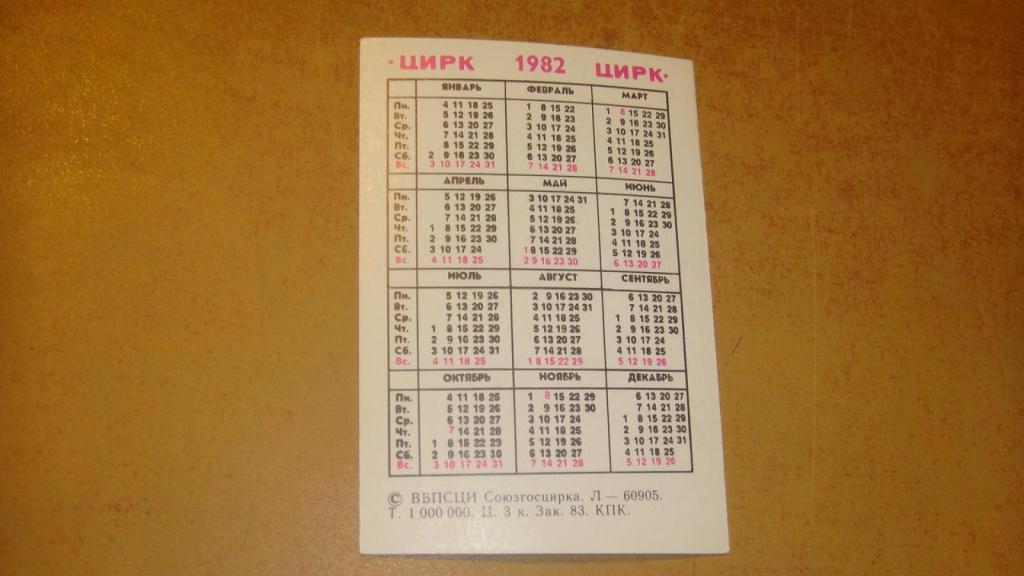 · ЦИРК 1982 ЦИРК ·
ЯНВАРЬ ФЕВРАЛЬ МАРТ
Пн. 4 11 18 25 1 8 15 22 1 8 15 22 29
Вт. 5 12 19 26 2 9 16 23 2 9 16 23 30
Ср. 6 13 20 27 3 10 17 24 3 10 17 24 31
Чт. 7 14 21 28 4 11 18 25 4 11 18 25
Пт. 8 15 22 29 5 12 19 26 5 12 19 26
Сб. 2 9 16 23 30 6 13 20 27 6 13 20 27
Вс. 3 10 17 24 31 7 14 21 28 7 14 21 28
АПРЕЛЬ МАЙ ИЮНЬ
Пн. 5 12 19 26 3 10 17 24 31 7 14 21 28
Вт. 6 13 20 27 4 11 18 25 1 8 15 22 29
Ср. 7 14 21 28 5 12 19 26 2 9 16 23 30
Чт. 1 8 15 22 29 6 13 20 27 3 10 17 24
Пт. 2 9 16 23 30 7 14 21 28 4 11 18 25
Сб. 3 10 17 24 1 8 15 22 29 5 12 19 26
Вс. 4 11 18 25 2 9 16 23 30 6 13 20 27
ИЮЛЬ АВГУСТ СЕНТЯБРЬ
Пн. 5 12 19 26 2 9 16 23 30 6 13 20 27
Вт. 6 13 20 27 3 10 17 24 31 7 14 21 28
Ср. 7 14 21 28 4 11 18 25 1 8 15 22 29
Чт. 1 8 15 22 29 5 12 19 26 2 9 16 23 30
Пт. 2 9 16 23 30 6 13 20 27 3 10 17 24
Сб. 3 10 17 24 31 7 14 21 28 4 11 18 25
Вс. 4 11 18 25 1 8 15 22 29 5 12 19 26
ОКТЯБРЬ НОЯБРЬ ДЕКАБРЬ
Пн. 4 11 18 25 1 8 15 22 29 6 13 20 27
Вт. 5 12 19 26 2 9 16 23 30 7 14 21 28
Ср. 6 13 20 27 3 10 17 24 1 8 15 22 29
Чт. 7 14 21 28 4 11 18 25 2 9 16 23 30
Пт. 1 8 15 22 29 5 12 19 26 3 10 17 24 31
Сб. 2 9 16 23 30 6 13 20 27 4 11 18 25
Вс. 3 10 17 24 31 7 14 21 28 5 12 19 26
© ВБПСЦИ Союзгосцирка. Л — 60905.
Т. 1 000 000. Ц. 3 к. Зак. 83. КПК.